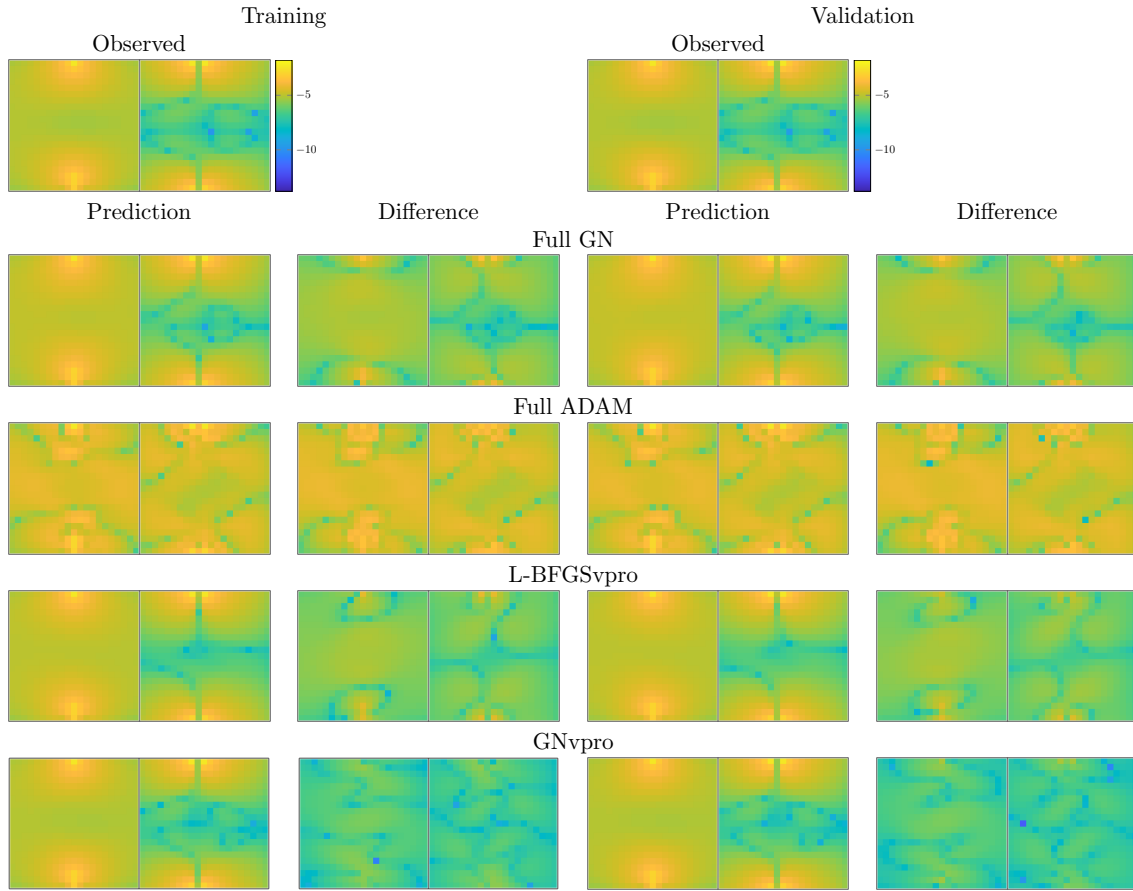 Training Validation
Observed Observed
−5 −5
−10 −10
Prediction Difference Prediction Difference
Full GN
Full ADAM
L-BFGSvpro
GNvpro